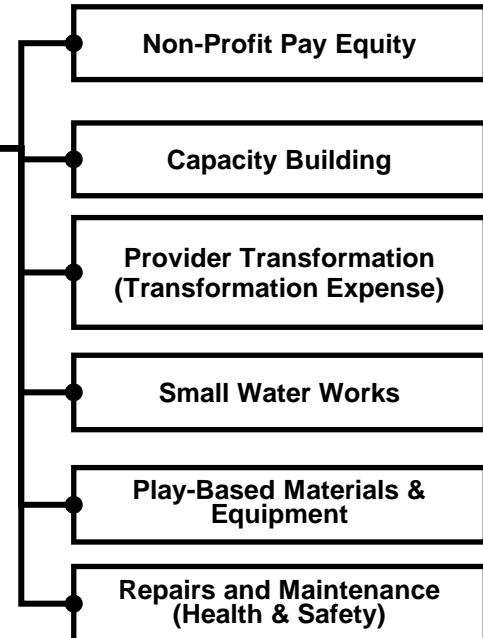 Non-Profit Pay Equity
Capacity Building
Provider Transformation
(Transformation Expense)
Small Water Works
Play-Based Materials &
Equipment
Repairs and Maintenance
(Health & Safety)